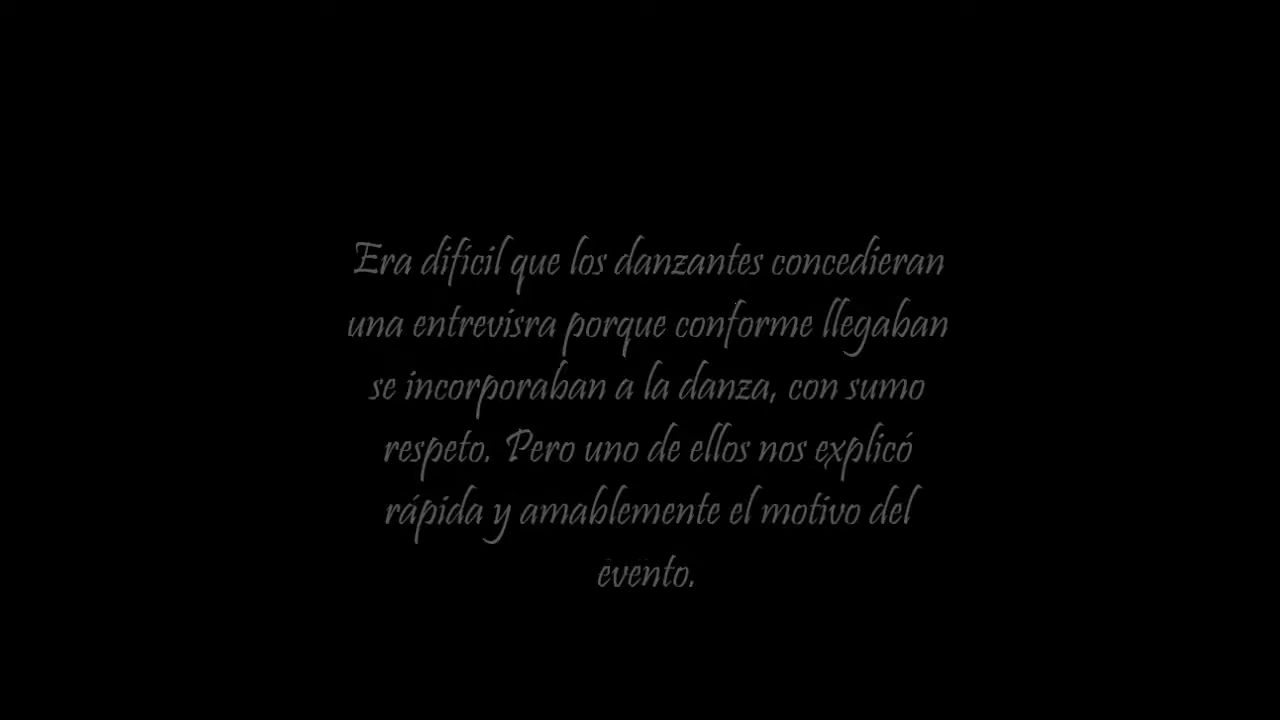 Era difícil que los danzantes concedieran
una entrevisra porque conforme llegaban
se incorporaban a la danza, con sumo
respeto. Pero uno de ellos nos explicó
rápida y amablemente el motivo del
evento.